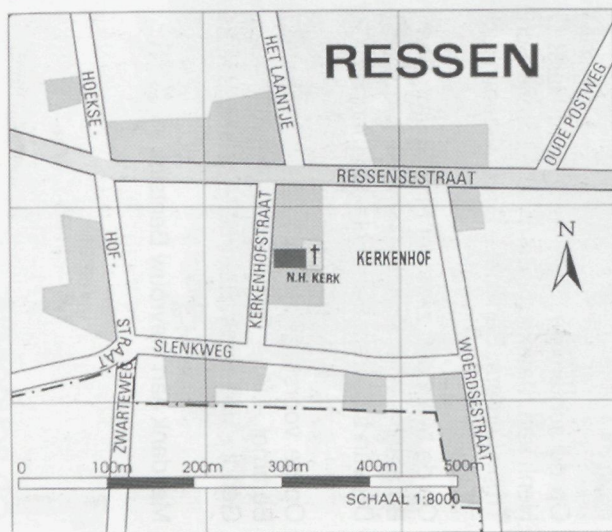 RESSEN
HOEKSE-
HET LAANTJE
OUDE POSTWEG
RESSENSESTRAAT
HOF-
KERKENHOFSTRAAT
N.H. KERK
KERKENHOF
N
STRAAT
SLENKWEG
ZWARTEWEG
WOERDSESTRAAT
0 100m 200m 300m 400m 500m
SCHAAL 1:8000